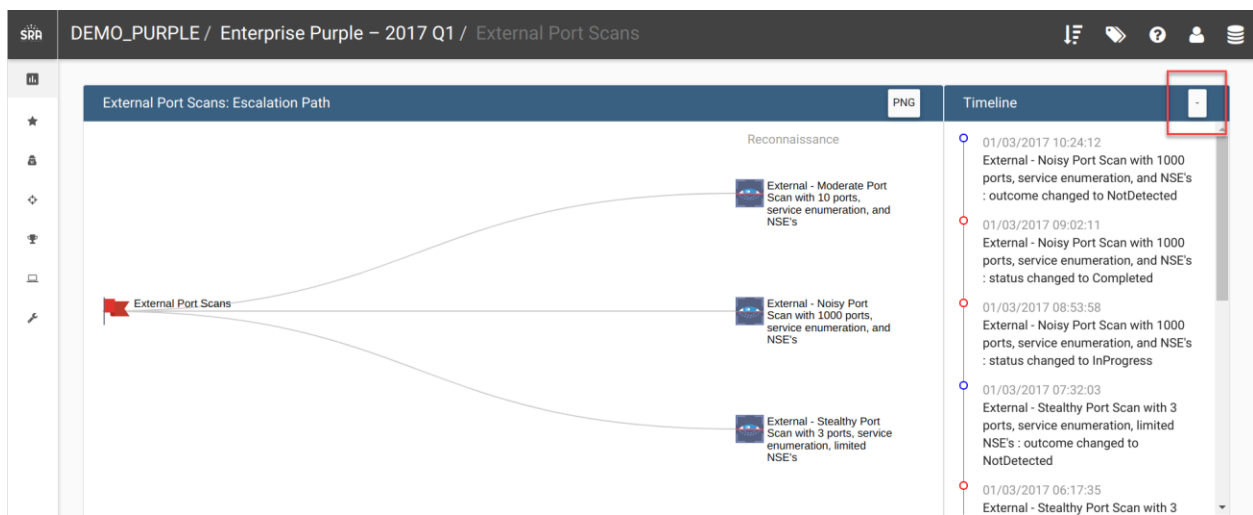 SRA
DEMO_PURPLE / Enterprise Purple – 2017 Q1 / External Port Scans
External Port Scans: Escalation Path
PNG
Reconnaissance
External - Moderate Port
Scan with 10 ports,
service enumeration, and
NSE's
External Port Scans
External - Noisy Port
Scan with 1000 ports,
service enumeration, and
NSE's
External - Stealthy Port
Scan with 3 ports, service
enumeration, limited
NSE's
Timeline
-
01/03/2017 10:24:12
External - Noisy Port Scan with 1000
ports, service enumeration, and NSE's
: outcome changed to NotDetected
01/03/2017 09:02:11
External - Noisy Port Scan with 1000
ports, service enumeration, and NSE's
: status changed to Completed
01/03/2017 08:53:58
External - Noisy Port Scan with 1000
ports, service enumeration, and NSE's
: status changed to InProgress
01/03/2017 07:32:03
External - Stealthy Port Scan with 3
ports, service enumeration, limited
NSE's : outcome changed to
NotDetected
01/03/2017 06:17:35
External - Stealthy Port Scan with 3